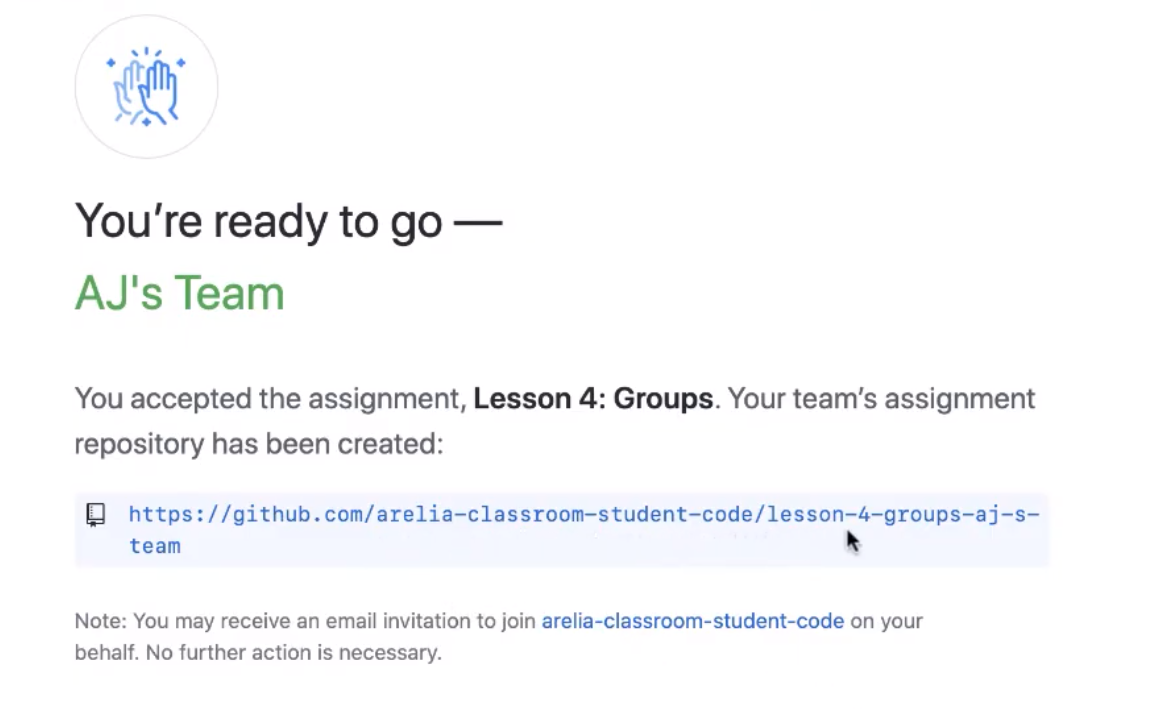 You’re ready to go —
AJ's Team
You accepted the assignment, Lesson 4: Groups. Your team’s assignment
repository has been created:
https://github.com/arelia-classroom-student-code/lesson-4-groups-aj-s-
team
Note: You may receive an email invitation to join arelia-classroom-student-code on your
behalf. No further action is necessary.